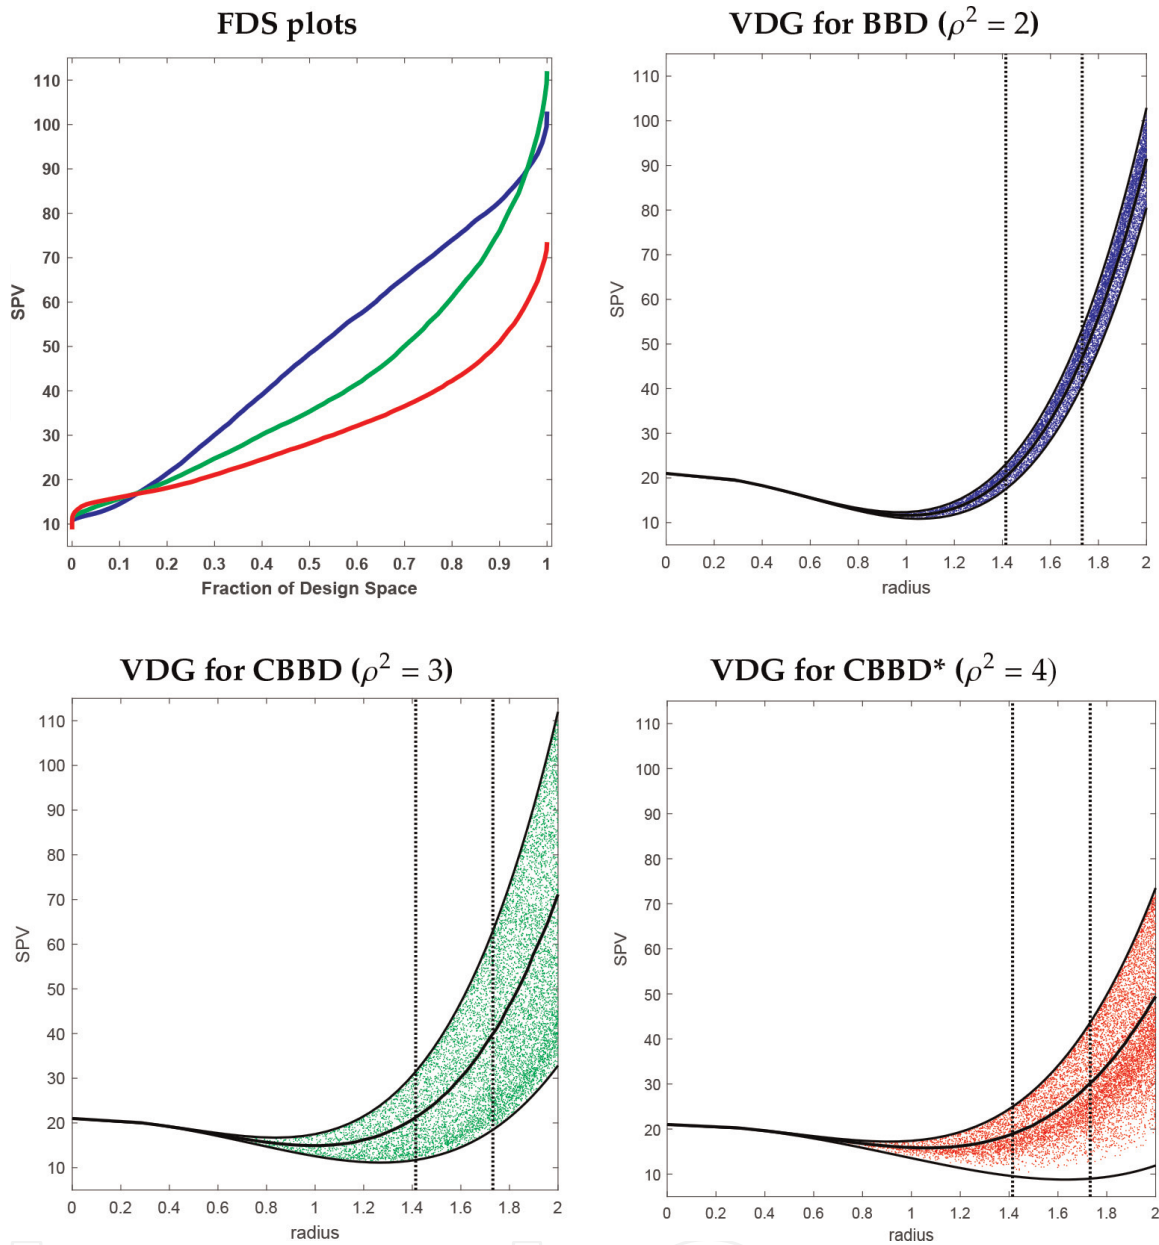 FDS plots
110
100
90
80
70
60
50
40
30
20
10
SPV
0 0.1 0.2 0.3 0.4 0.5 0.6 0.7 0.8 0.9 1
Fraction of Design Space
VDG for BBD (ρ² = 2)
110
100
90
80
70
60
50
40
30
20
10
SPV
0 0.2 0.4 0.6 0.8 1 1.2 1.4 1.6 1.8 2
radius
VDG for CBBD (ρ² = 3)
110
100
90
80
70
60
50
40
30
20
10
SPV
0 0.2 0.4 0.6 0.8 1 1.2 1.4 1.6 1.8 2
radius
VDG for CBBD* (ρ² = 4)
110
100
90
80
70
60
50
40
30
20
10
SPV
0 0.2 0.4 0.6 0.8 1 1.2 1.4 1.6 1.8 2
radius